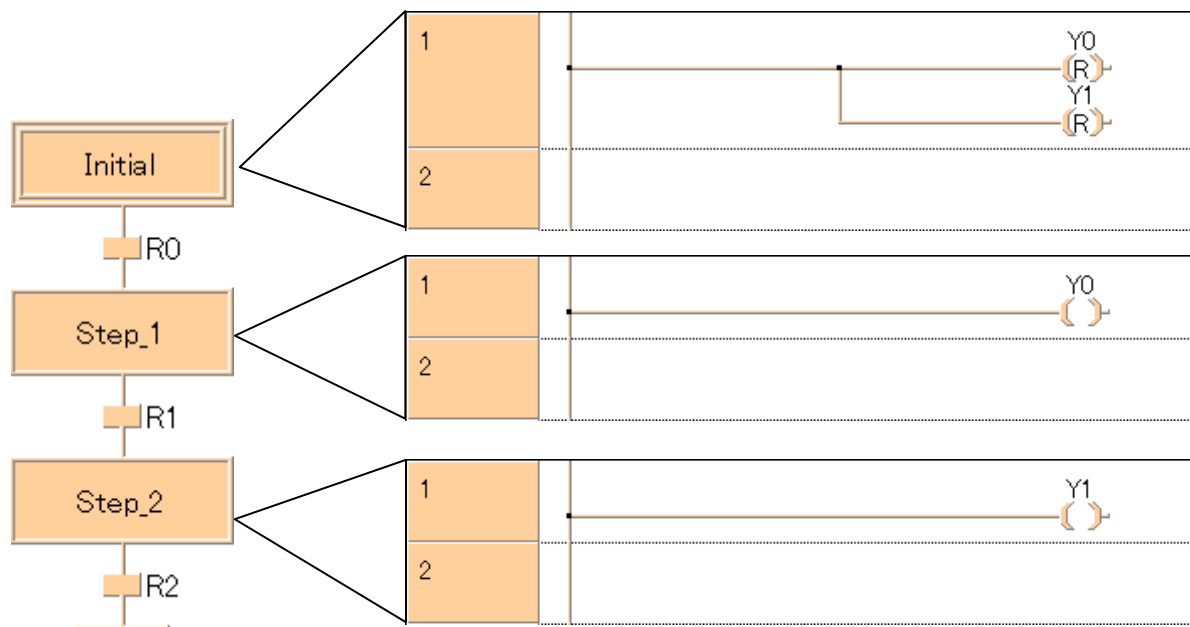 Initial
R0
Step_1
R1
Step_2
R2
1
Y0
(R)
Y1
(R)
2
1
Y0
( )
2
1
Y1
( )
2